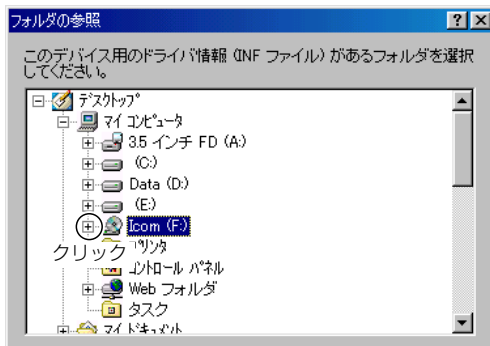 フォルダの参照
このデバイス用のドライバ情報 (INF ファイル) があるフォルダを選択
してください。
デスクトップ
マイ コンピュータ
3.5 インチ FD (A:)
(C:)
Data (D:)
(E:)
Icom (F:)
クリック
プリンタ
コントロール パネル
Web フォルダ
タスク
マイ ドキュメント